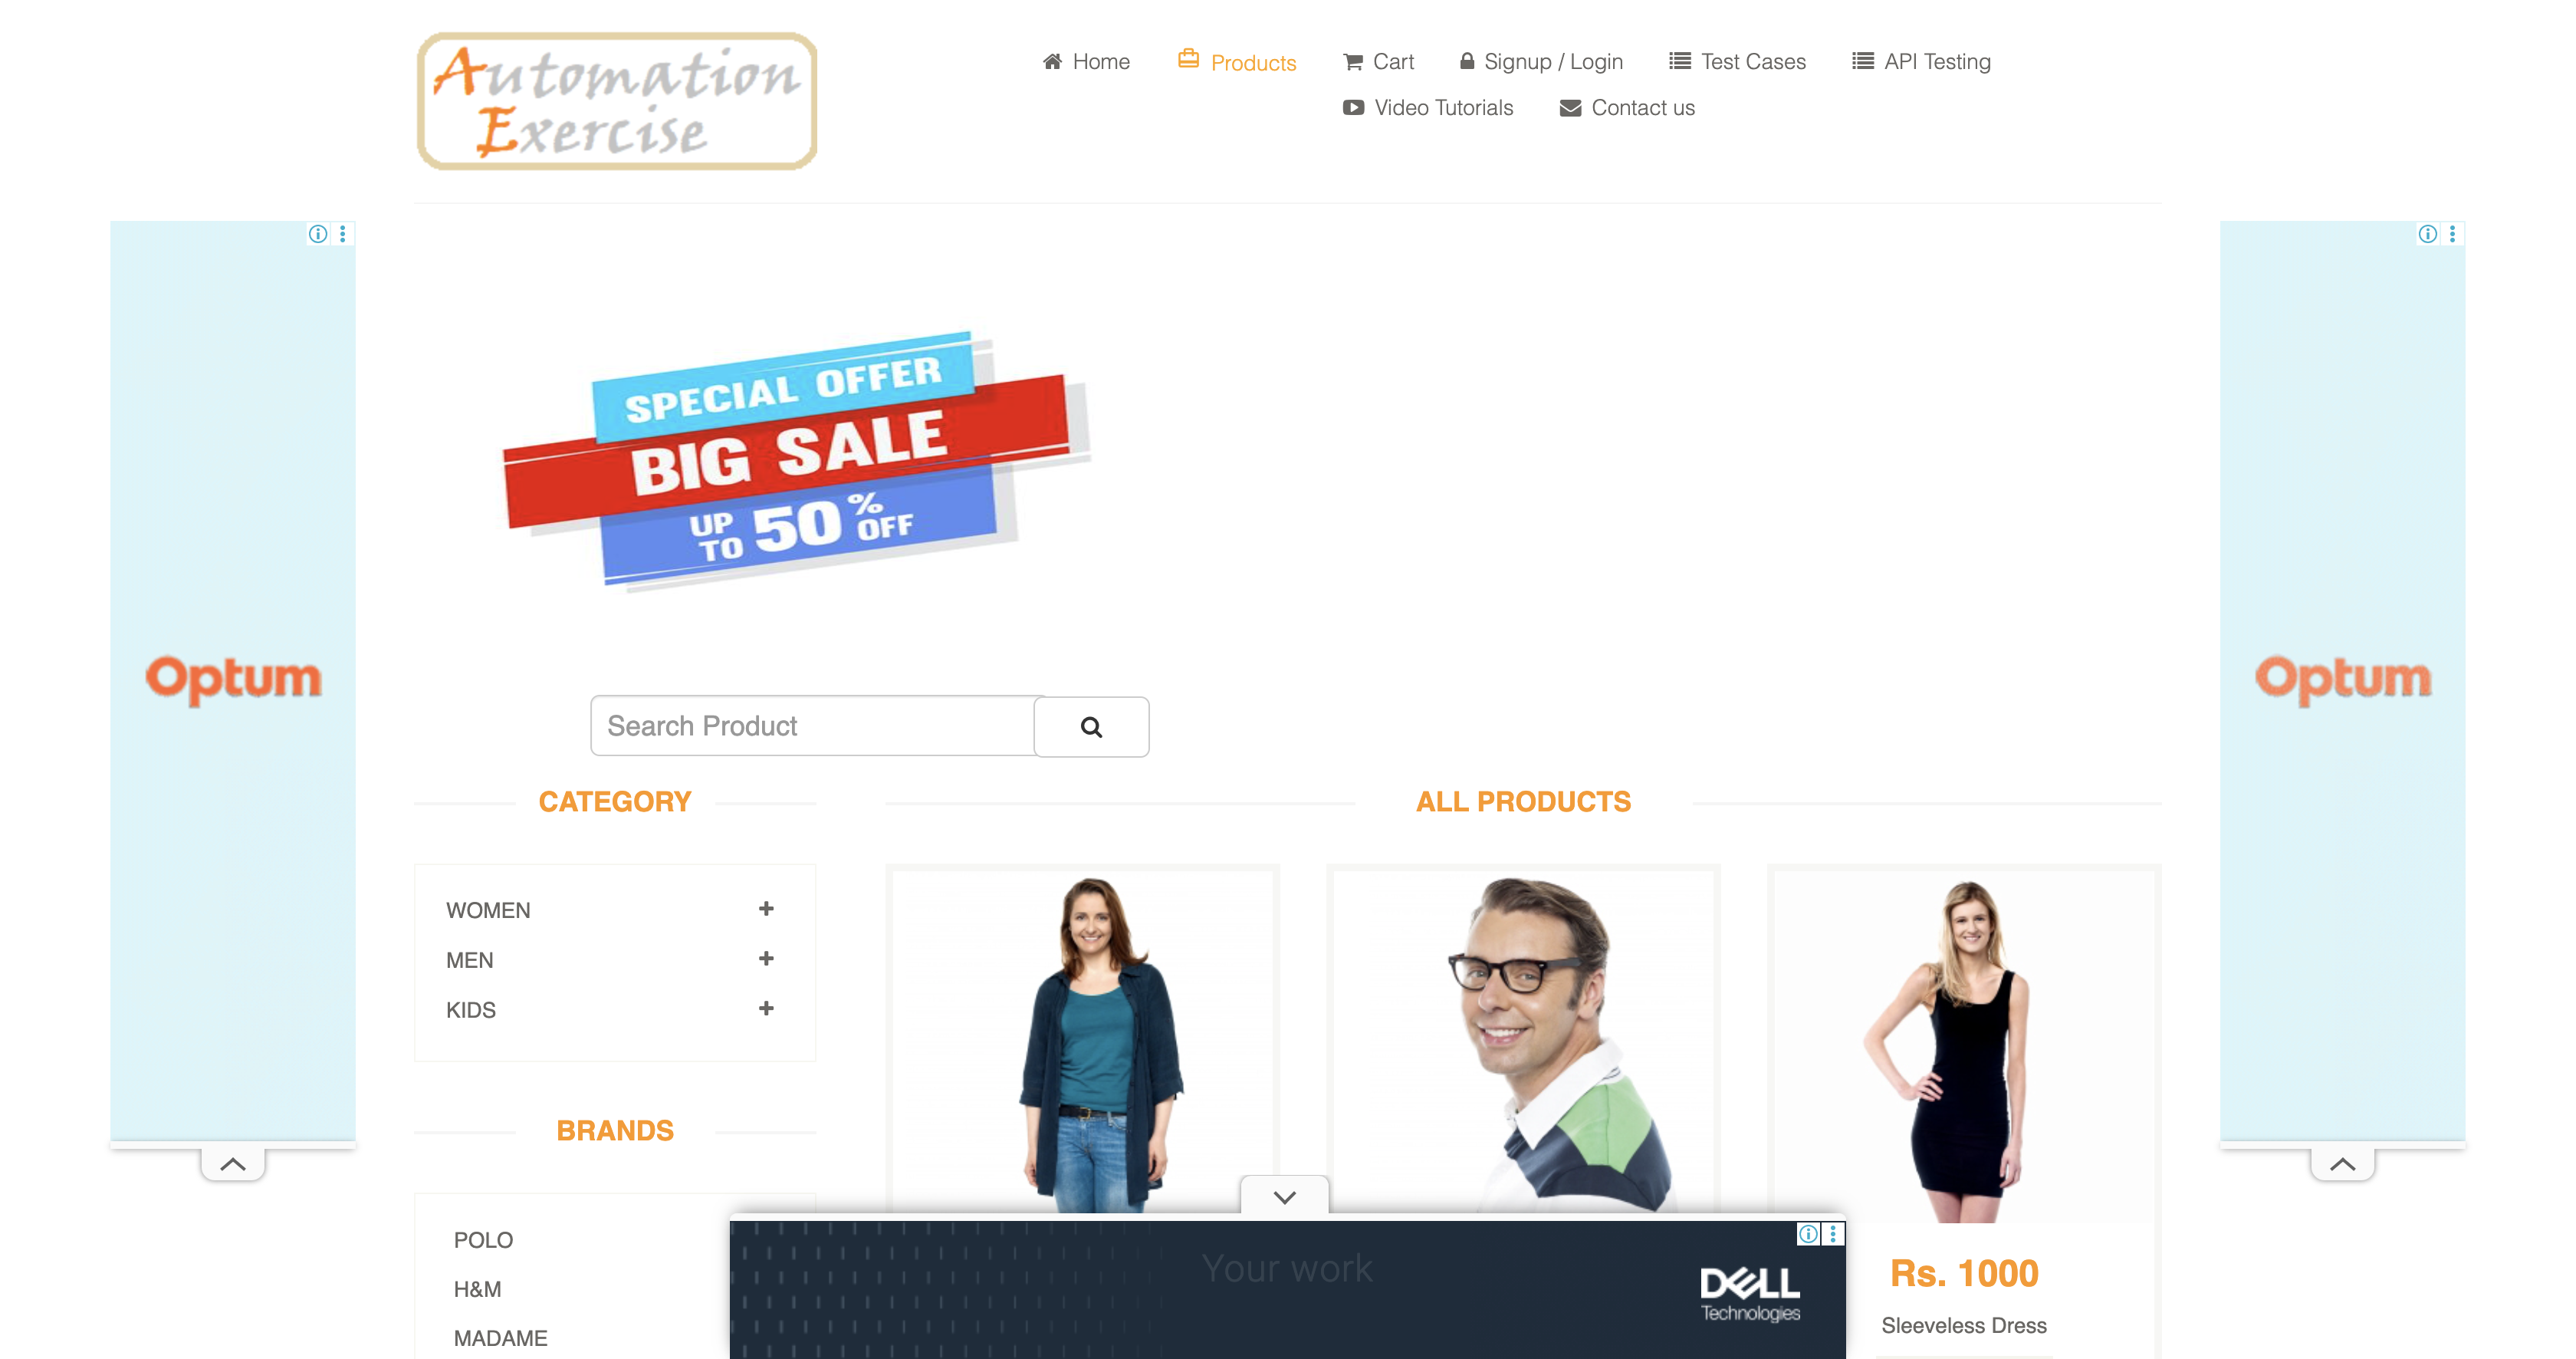 Automation
Exercise
Home
Products
Cart
Signup / Login
Test Cases
API Testing
Video Tutorials
Contact us
SPECIAL OFFER
BIG SALE
UP TO 50% OFF
Optum
Optum
Search Product
CATEGORY
WOMEN
MEN
KIDS
BRANDS
POLO
H&M
MADAME
ALL PRODUCTS
Rs. 1000
Sleeveless Dress
Your work
DELL
Technologies